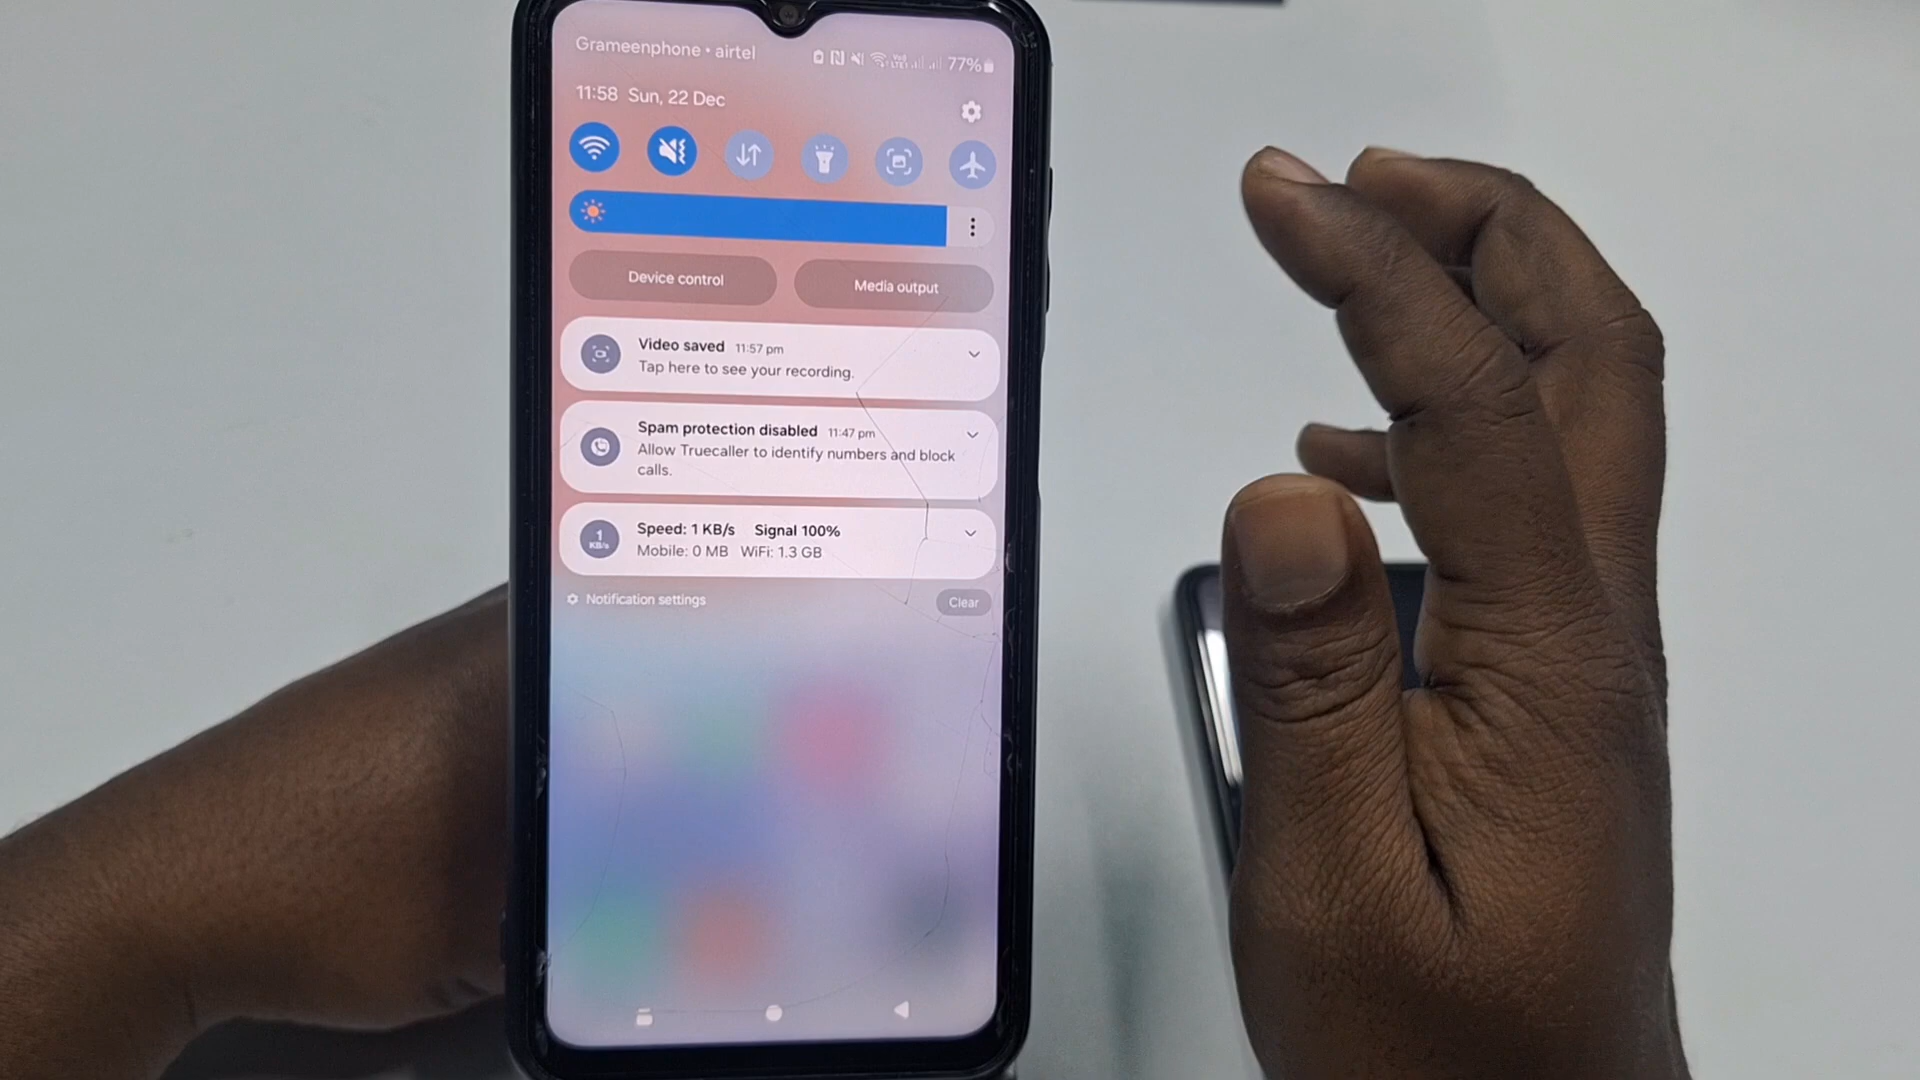 Grameenphone • airtel
77%
11:58 Sun, 22 Dec
Device control
Media output
Video saved 11:57 pm
Tap here to see your recording.
Spam protection disabled 11:47 pm
Allow Truecaller to identify numbers and block
calls.
1
KB/s
Speed: 1 KB/s Signal 100%
Mobile: 0 MB WiFi: 1.3 GB
Notification settings
Clear